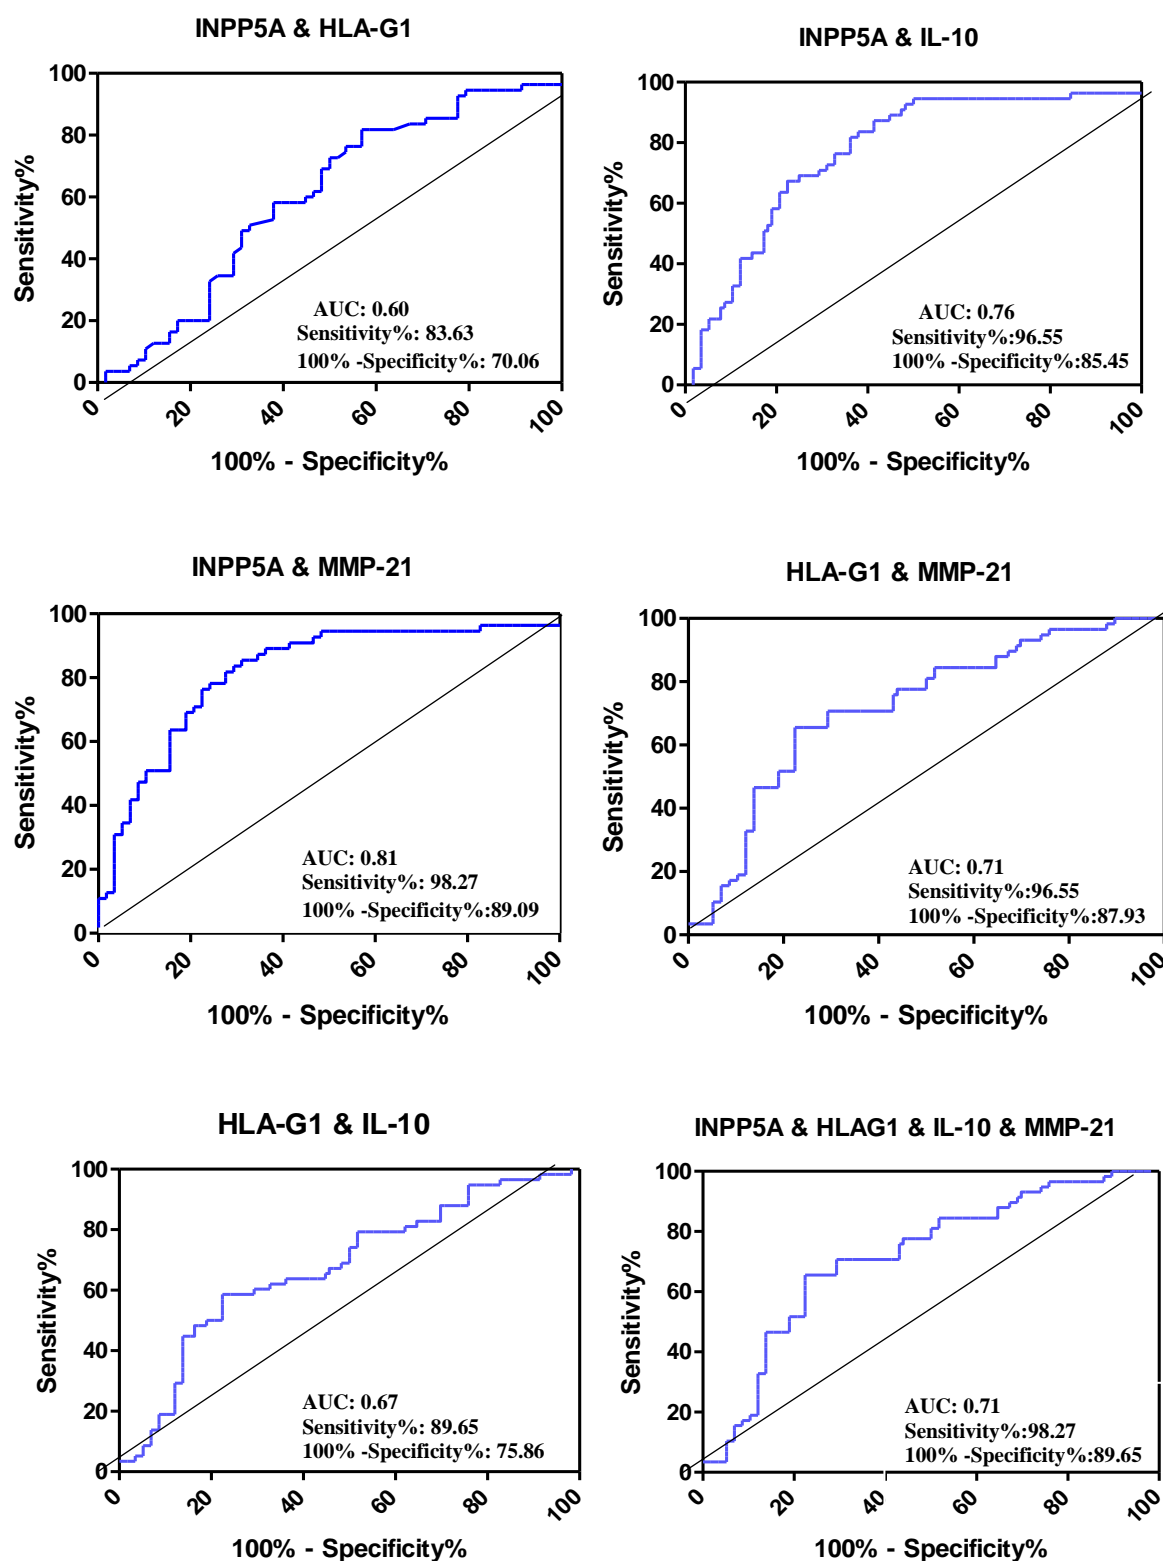 INPP5A & HLA-G1
100
80
60
40
20
0
Sensitivity%
AUC: 0.60
Sensitivity%: 83.63
100% -Specificity%: 70.06
0
20
40
60
80
100
100% - Specificity%
INPP5A & IL-10
100
80
60
40
20
0
Sensitivity%
AUC: 0.76
Sensitivity%:96.55
100% -Specificity%:85.45
0
20
40
60
80
100
100% - Specificity%
INPP5A & MMP-21
100
80
60
40
20
0
Sensitivity%
AUC: 0.81
Sensitivity%: 98.27
100% -Specificity%:89.09
0
20
40
60
80
100
100% - Specificity%
HLA-G1 & MMP-21
100
80
60
40
20
0
Sensitivity%
AUC: 0.71
Sensitivity%:96.55
100% -Specificity%:87.93
0
20
40
60
80
100
100% - Specificity%
HLA-G1 & IL-10
100
80
60
40
20
0
Sensitivity%
AUC: 0.67
Sensitivity%: 89.65
100% -Specificity%: 75.86
0
20
40
60
80
100
100% - Specificity%
INPP5A & HLAG1 & IL-10 & MMP-21
100
80
60
40
20
0
Sensitivity%
AUC: 0.71
Sensitivity%:98.27
100% -Specificity%:89.65
0
20
40
60
80
100
100% - Specificity%